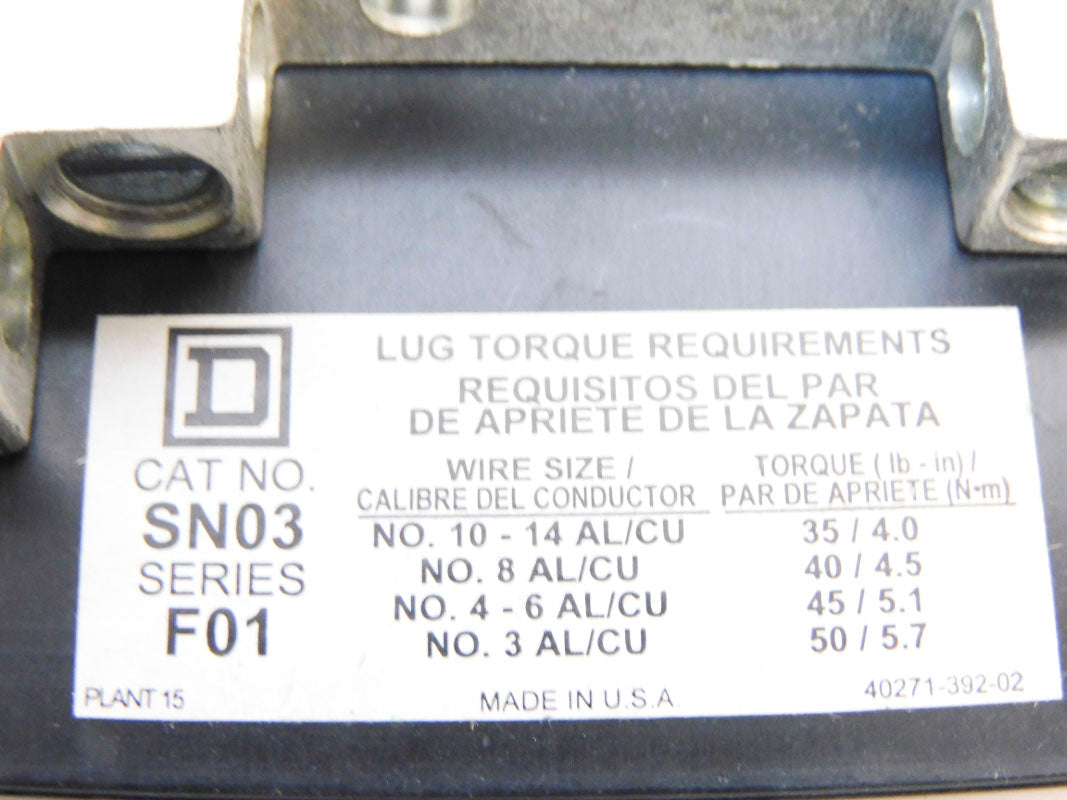 D
CAT NO.
SN03
SERIES
F01
PLANT 15
LUG TORQUE REQUIREMENTS
REQUISITOS DEL PAR
DE APRIETE DE LA ZAPATA
WIRE SIZE / TORQUE ( lb - in) /
CALIBRE DEL CONDUCTOR PAR DE APRIETE (N-m)
NO. 10 - 14 AL/CU 35 / 4.0
NO. 8 AL/CU 40 / 4.5
NO. 4 - 6 AL/CU 45 / 5.1
NO. 3 AL/CU 50 / 5.7
MADE IN U.S.A.
40271-392-02